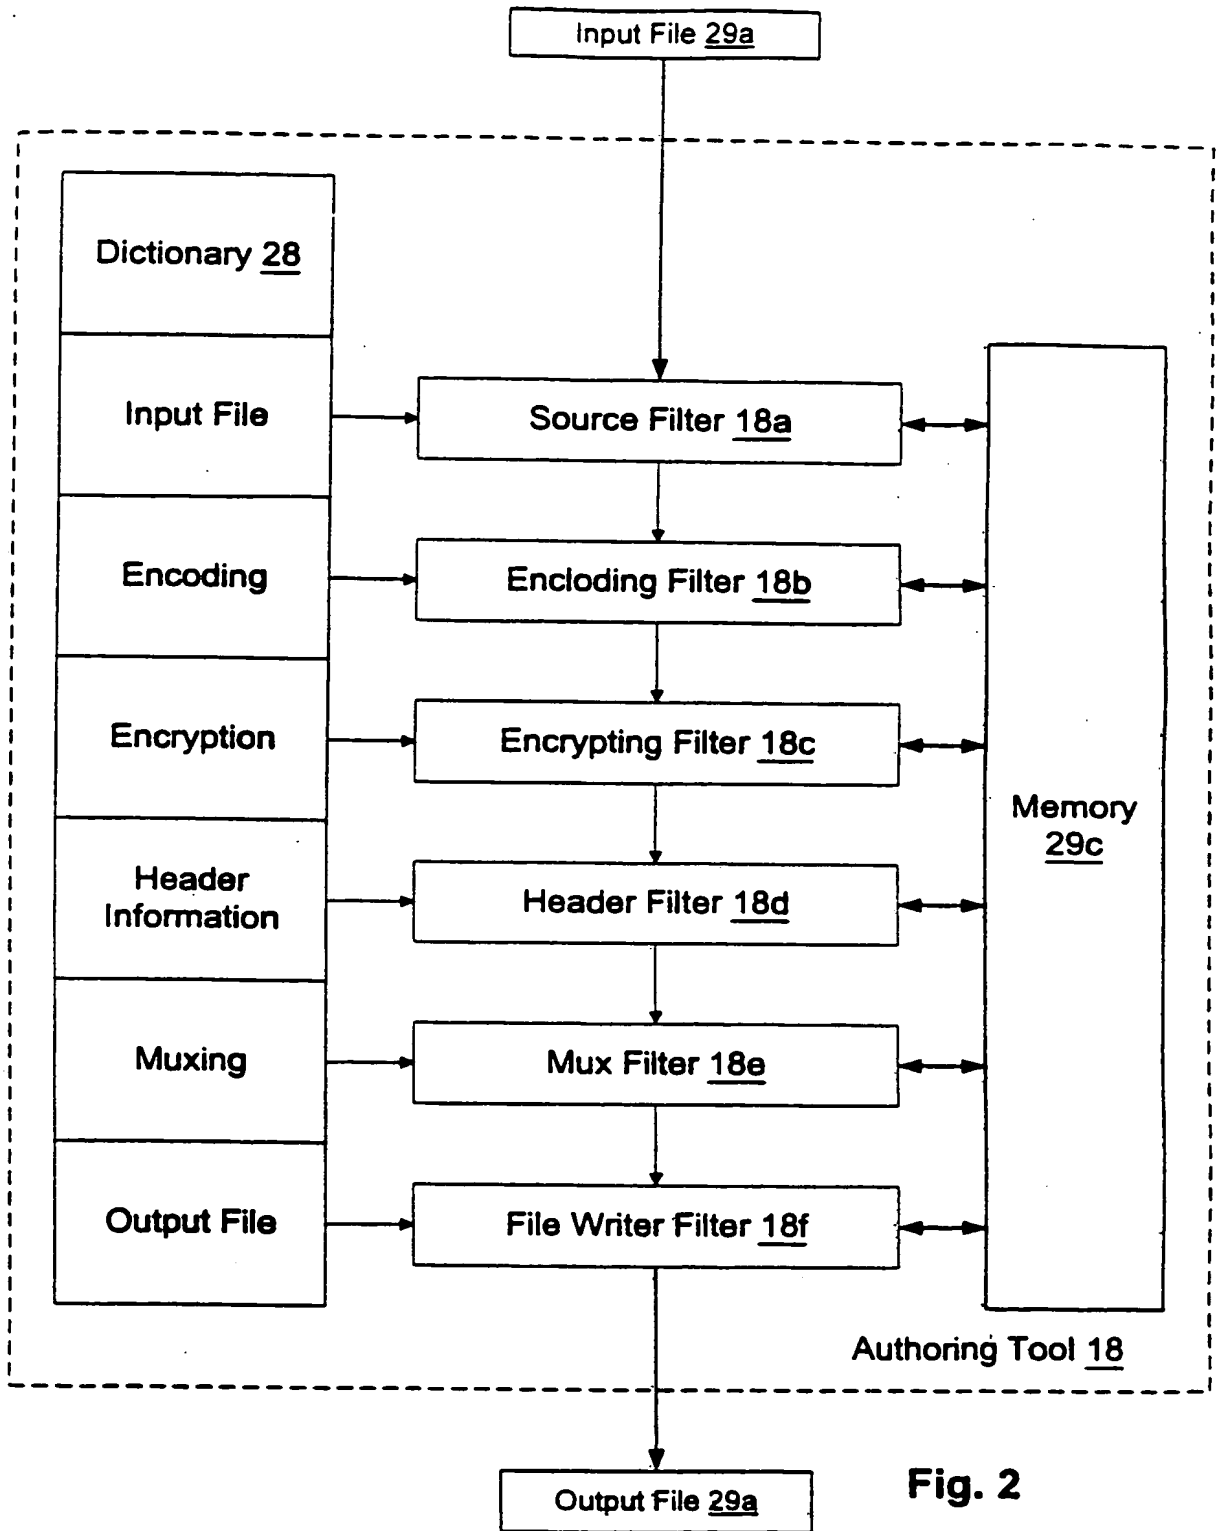 Input File 29a
Dictionary 28
Input File
Source Filter 18a
Encoding
Encloding Filter 18b
Encryption
Encrypting Filter 18c
Memory
29c
Header
Information
Header Filter 18d
Muxing
Mux Filter 18e
Output File
File Writer Filter 18f
Authoring Tool 18
Output File 29a
Fig. 2